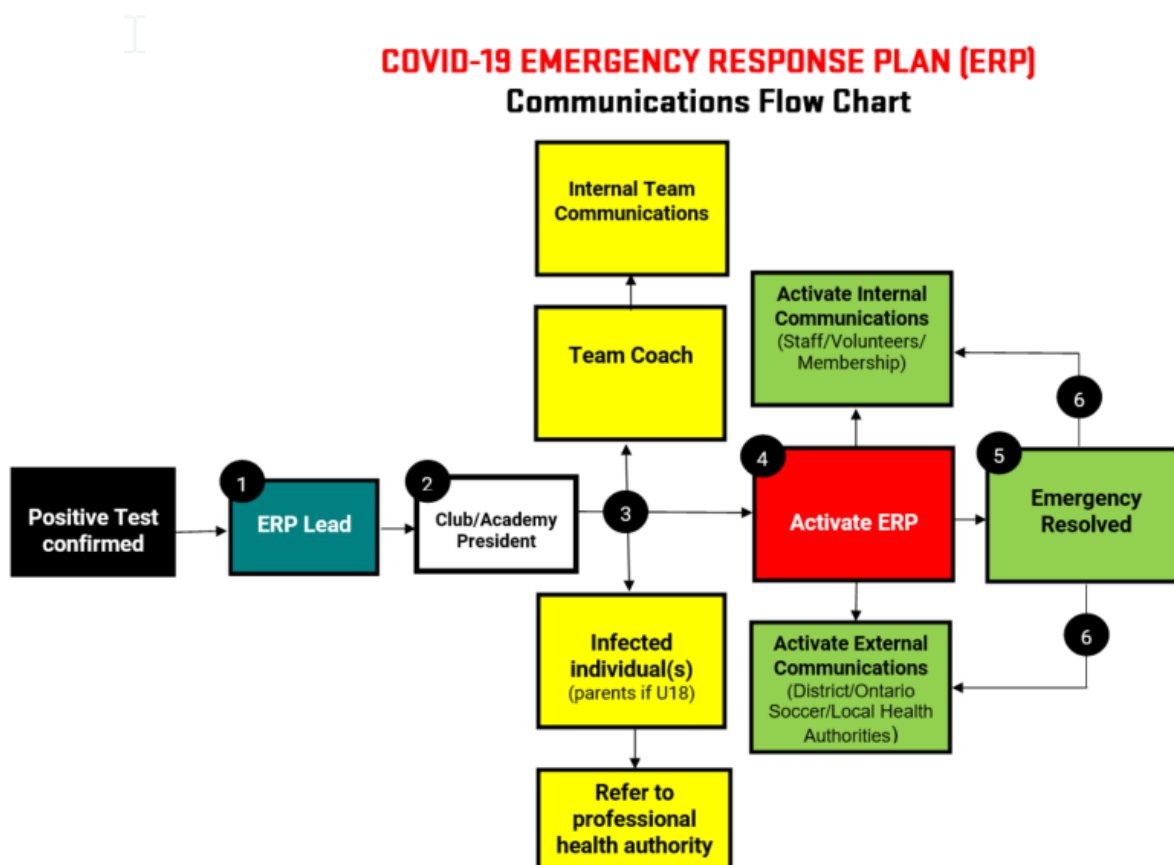 COVID-19 EMERGENCY RESPONSE PLAN (ERP)
Communications Flow Chart
Internal Team
Communications
Team Coach
Activate Internal
Communications
(Staff/Volunteers/
Membership)
6
Positive Test
confirmed
1
ERP Lead
2
Club/Academy
President
3
4
Activate ERP
5
Emergency
Resolved
6
Infected
individual(s)
(parents if U18)
Activate External
Communications
(District/Ontario
Soccer/Local Health
Authorities)
Refer to
professional
health authority